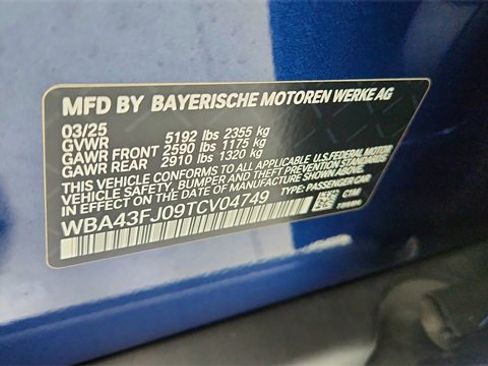 MFD BY BAYERISCHE MOTOREN WERKE AG
03/25
GVWR 5192 lbs 2355 kg
GAWR FRONT 2590 lbs 1175 kg
GAWR REAR 2910 lbs 1320 kg
THIS VEHICLE CONFORMS TO ALL APPLICABLE U.S. FEDERAL MOTOR
VEHICLE SAFETY, BUMPER, AND THEFT PREVENTION STANDARDS
IN EFFECT ON THE DATE OF MANUFACTURE SHOWN ABOVE.
WBA43FJ09TCV04749 TYPE: PASSENGER CAR